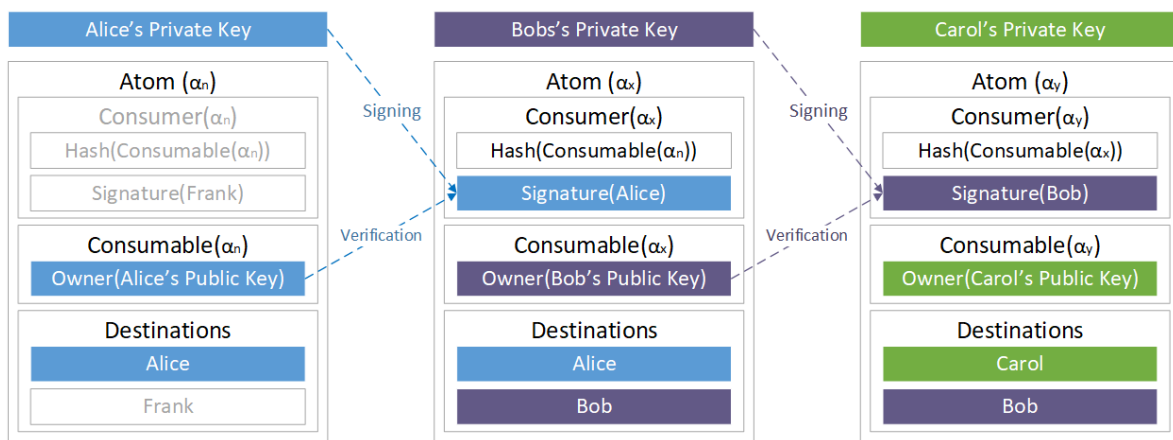 Alice's Private Key
Atom (αn)
Consumer(αn)
Hash(Consumable(αn))
Signature(Frank)
Consumable(αn)
Owner(Alice's Public Key)
Destinations
Alice
Frank
Signing
Verification
Bobs's Private Key
Atom (αx)
Consumer(αx)
Hash(Consumable(αn))
Signature(Alice)
Consumable(αx)
Owner(Bob's Public Key)
Destinations
Alice
Bob
Signing
Verification
Carol's Private Key
Atom (αy)
Consumer(αy)
Hash(Consumable(αx))
Signature(Bob)
Consumable(αy)
Owner(Carol's Public Key)
Destinations
Carol
Bob